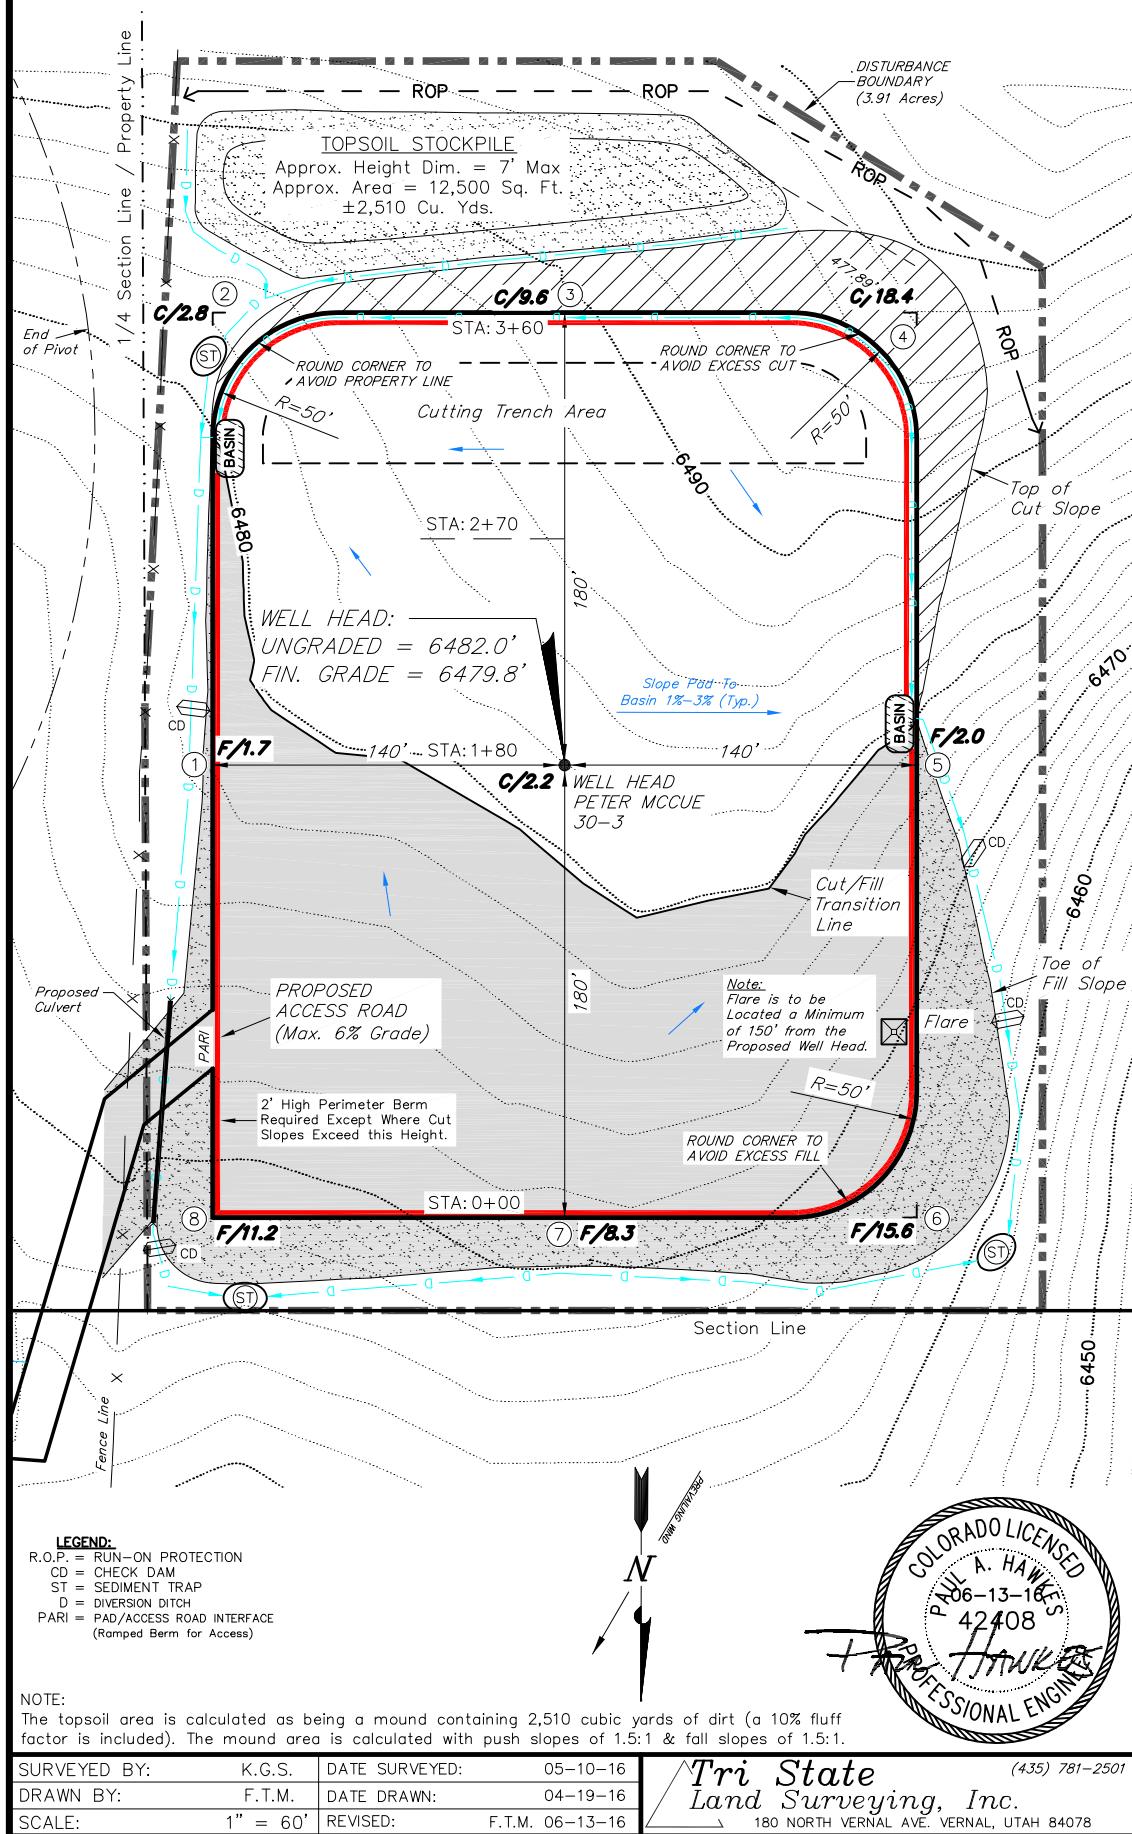 1/4 Section Line / Property Line
DISTURBANCE
BOUNDARY
(3.91 Acres)
ROP
ROP
TOPSOIL STOCKPILE
Approx. Height Dim. = 7' Max
Approx. Area = 12,500 Sq. Ft.
±2,510 Cu. Yds.
ROP
477.89'
ROP
End
of Pivot
C/2.8
2
C/9.6
3
C/18.4
4
ST
STA: 3+60
ROUND CORNER TO
AVOID PROPERTY LINE
ROUND CORNER TO
AVOID EXCESS CUT
R=50'
Cutting Trench Area
R=50'
BASIN
6490
Top of
Cut Slope
6480
STA: 2+70
180'
WELL HEAD:
UNGRADED = 6482.0'
FIN. GRADE = 6479.8'
Slope Pad To
Basin 1%-3% (Typ.)
6470
CD
BASIN
1
F/1.7
140'
STA: 1+80
140'
F/2.0
5
C/2.2
WELL HEAD
PETER MCCUE
30-3
CD
Cut/Fill
Transition
Line
6460
Toe of
Fill Slope
Proposed
Culvert
PROPOSED
ACCESS ROAD
(Max. 6% Grade)
180'
Note:
Flare is to be
Located a Minimum
of 150' from the
Proposed Well Head.
Flare
CD
PARI
R=50'
2' High Perimeter Berm
Required Except Where Cut
Slopes Exceed this Height.
ROUND CORNER TO
AVOID EXCESS FILL
STA: 0+00
8
F/11.2
7
F/8.3
F/15.6
6
CD
ST
ST
Section Line
6450
Fence Line
PREVAILING WIND
N
LEGEND:
R.O.P. = RUN-ON PROTECTION
CD = CHECK DAM
ST = SEDIMENT TRAP
D = DIVERSION DITCH
PARI = PAD/ACCESS ROAD INTERFACE
(Ramped Berm for Access)
COLORADO LICENSED
PAUL A. HAWKES
06-13-16
42408
PROFESSIONAL ENGINEER
Paul Hawkes
NOTE:
The topsoil area is calculated as being a mound containing 2,510 cubic yards of dirt (a 10% fluff
factor is included). The mound area is calculated with push slopes of 1.5:1 & fall slopes of 1.5:1.
SURVEYED BY: K.G.S. DATE SURVEYED: 05-10-16
DRAWN BY: F.T.M. DATE DRAWN: 04-19-16
SCALE: 1" = 60' REVISED: F.T.M. 06-13-16
Tri State
Land Surveying, Inc.
(435) 781-2501
180 NORTH VERNAL AVE. VERNAL, UTAH 84078